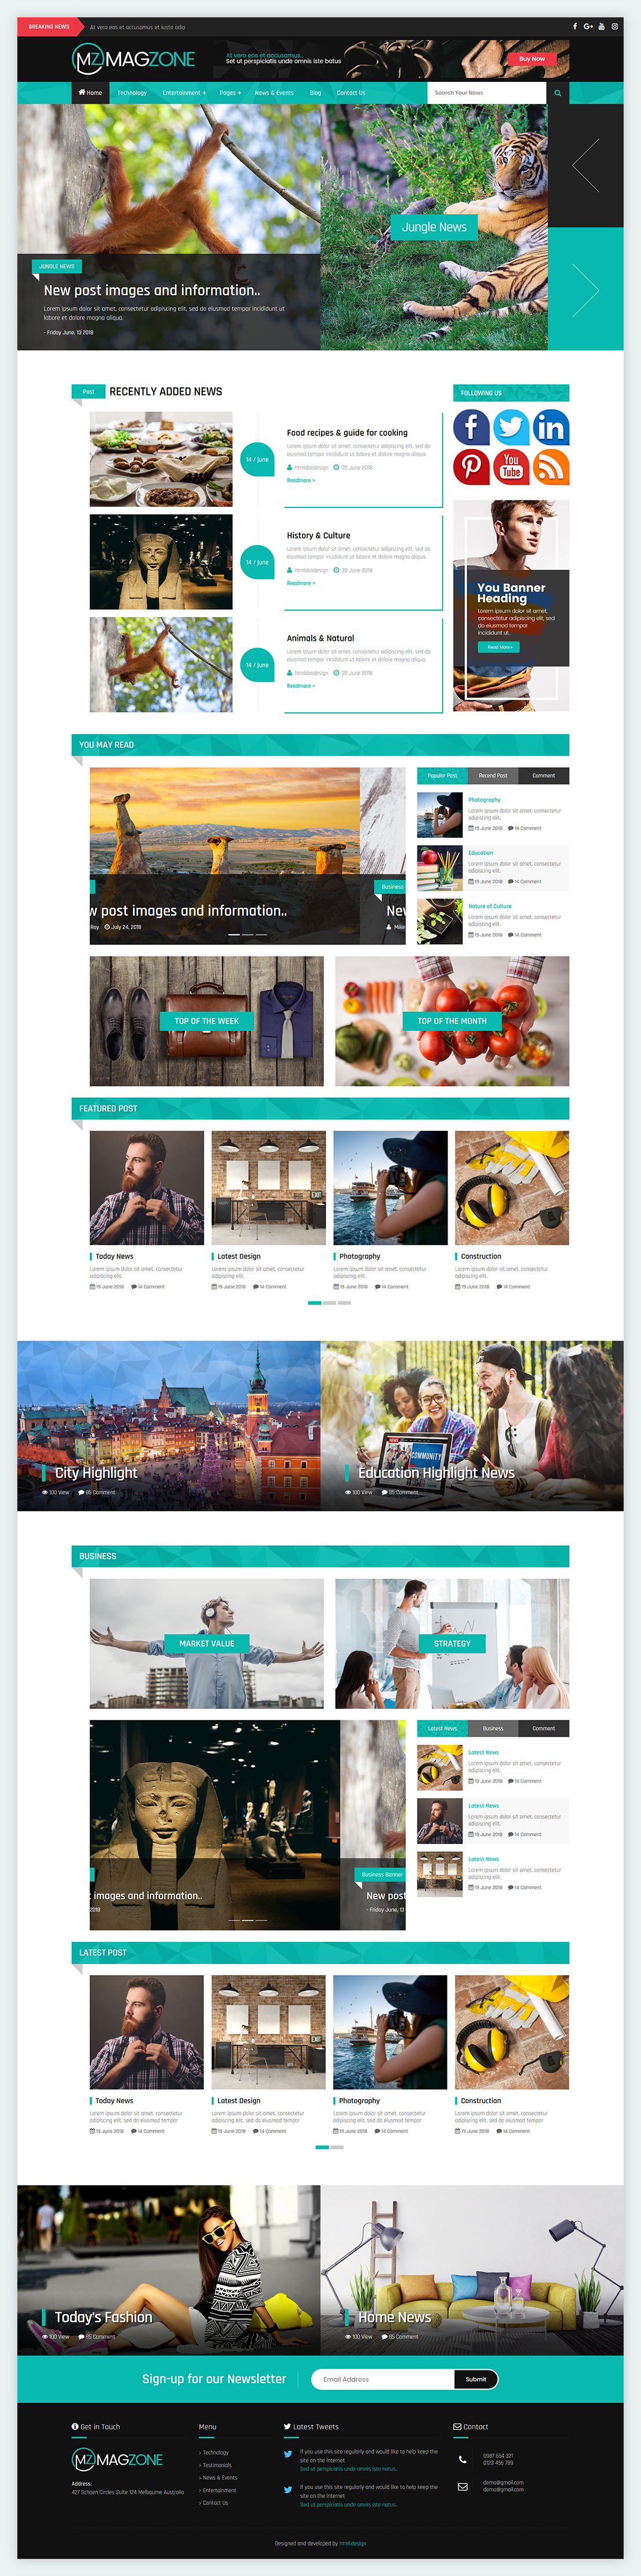 BREAKING NEWS
At vero eos et accusamus et iusto odio
MZ MAGZONE
At vero eos et accusamus..
Set ut perspiciatis unde omnis iste batus
Buy Now
Home
Technology
Entertainment +
Pages +
News & Events
Blog
Contact Us
Search Your News
Jungle News
JUNGLE NEWS
New post images and information..
Lorem ipsum dolor sit amet, consectetur adipiscing elit, sed do eiusmod tempor incididunt ut
labore et dolore magna aliqua.
- Friday June, 13 2018
Post
RECENTLY ADDED NEWS
FOLLOWING US
14 / June
Food recipes & guide for cooking
Lorem ipsum dolor sit amet, consectetur adipiscing elit, sed do
eiusmod tempor incididunt ut labore et dolore magna aliqua.
htmldotdesign
22 June 2018
Readmore »
You
Tube
14 / June
History & Culture
Lorem ipsum dolor sit amet, consectetur adipiscing elit, sed do
eiusmod tempor incididunt ut labore et dolore magna aliqua.
htmldotdesign
22 June 2018
Readmore »
You Banner
Heading
Lorem ipsum dolor sit amet,
consectetur adipiscing elit, sed
do eiusmod tempor
incididunt ut..
Read More»
14 / June
Animals & Natural
Lorem ipsum dolor sit amet, consectetur adipiscing elit, sed do
eiusmod tempor incididunt ut labore et dolore magna aliqua.
htmldotdesign
22 June 2018
Readmore »
YOU MAY READ
Business
w post images and information..
Ray
July 24, 2018
Nev
Mike
Popular Post
Recend Post
Comment
Photography
Lorem ipsum dolor sit amet, consectetur
adipiscing elit.
19 June 2018
14 Comment
Education
Lorem ipsum dolor sit amet, consectetur
adipiscing elit.
19 June 2018
14 Comment
Nature of Culture
Lorem ipsum dolor sit amet, consectetur
adipiscing elit.
19 June 2018
14 Comment
TOP OF THE WEEK
TOP OF THE MONTH
FEATURED POST
EXIT
Today News
Lorem ipsum dolor sit amet, consectetur
adipiscing elit.
19 June 2018
14 Comment
Latest Design
Lorem ipsum dolor sit amet, consectetur
adipiscing elit.
19 June 2018
14 Comment
Photography
Lorem ipsum dolor sit amet, consectetur
adipiscing elit.
19 June 2018
14 Comment
Construction
Lorem ipsum dolor sit amet, consectetur
adipiscing elit.
19 June 2018
14 Comment
City Highlight
100 View
85 Comment
COMMUNITY
Education Highlight News
100 View
85 Comment
BUSINESS
MARKET VALUE
STRATEGY
images and information..
2018
Business Banner
New post
- Friday June, 13
Latest News
Business
Comment
Latest News
Lorem ipsum dolor sit amet, consectetur
adipiscing elit.
19 June 2018
14 Comment
Latest News
Lorem ipsum dolor sit amet, consectetur
adipiscing elit.
19 June 2018
14 Comment
Latest News
Lorem ipsum dolor sit amet, consectetur
adipiscing elit.
19 June 2018
14 Comment
LATEST POST
EXIT
Today News
Lorem ipsum dolor sit amet, consectetur
adipiscing elit, sed do eiusmod tempor
19 June 2018
14 Comment
Latest Design
Lorem ipsum dolor sit amet, consectetur
adipiscing elit, sed do eiusmod tempor
19 June 2018
14 Comment
Photography
Lorem ipsum dolor sit amet, consectetur
adipiscing elit, sed do eiusmod tempor
19 June 2018
14 Comment
Construction
Lorem ipsum dolor sit amet, consectetur
adipiscing elit, sed do eiusmod tempor
19 June 2018
14 Comment
Today's Fashion
100 View
85 Comment
Home News
100 View
85 Comment
Sign-up for our Newsletter
Email Address
Submit
Get in Touch
MZ MAGZONE
Address:
427 Schoen Circles Suite 124 Melbourne Australia
Menu
> Technology
> Testimonials
> News & Events
> Entertainment
> Contact Us
Latest Tweets
If you use this site regularly and would like to help keep the
site on the Internet
Sed ut perspiciatis unde omnis iste natus..
If you use this site regularly and would like to help keep the
site on the Internet
Sed ut perspiciatis unde omnis iste natus..
Contact
0987 654 321
0123 456 789
demo@gmail.com
demo@gmail.com
Designed and developed by html.design